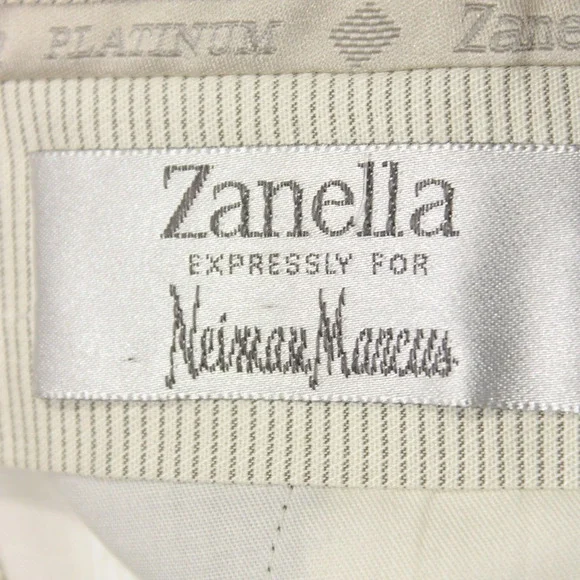 PLATINUM Zane
Zanella
EXPRESSLY FOR
Neiman Marcus